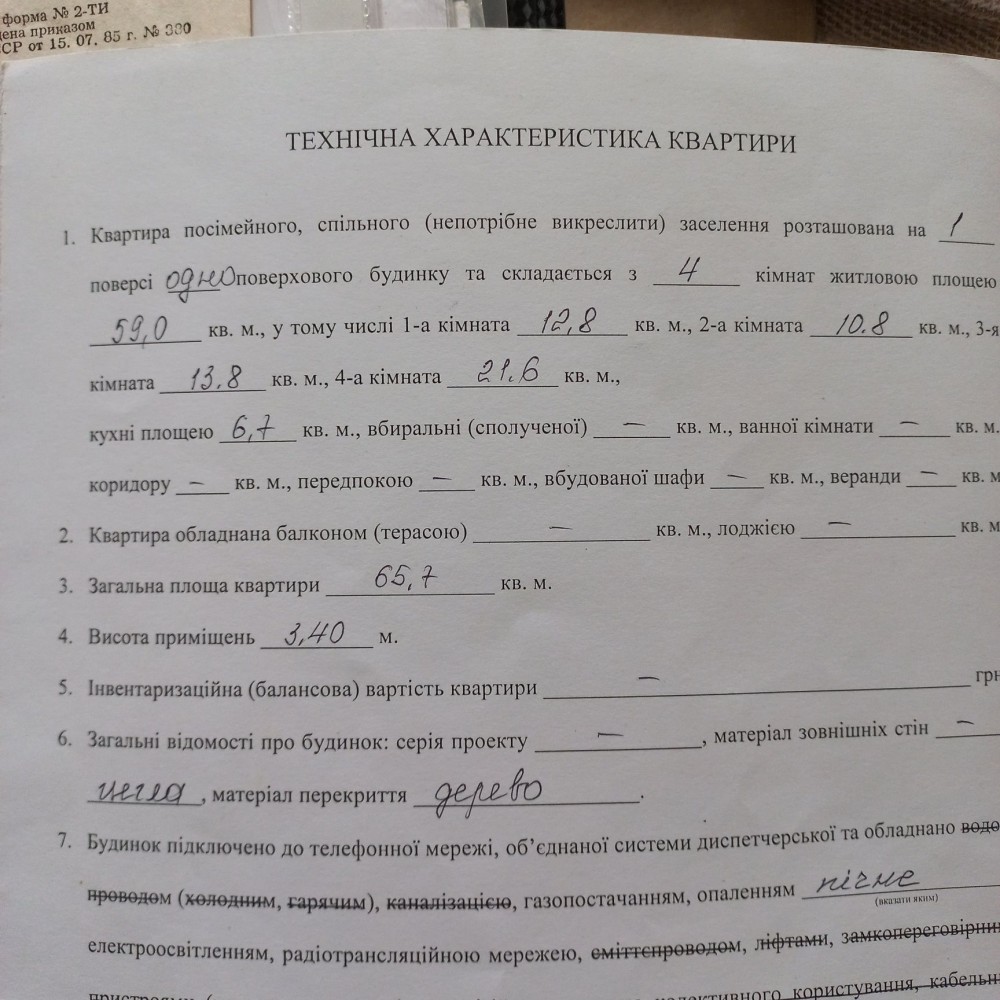 форма № 2-ТИ
цена приказом
СР от 15. 07. 85 г. № 380
ТЕХНІЧНА ХАРАКТЕРИСТИКА КВАРТИРИ
1. Квартира посімейного, спільного (непотрібне викреслити) заселення розташована на 1
поверсі одноповерхового будинку та складається з 4 кімнат житловою площею
59,0 кв. м., у тому числі 1-а кімната 12,8 кв. м., 2-а кімната 10.8 кв. м., 3-я
кімната 13.8 кв. м., 4-а кімната 21.6 кв. м.,
кухні площею 6,7 кв. м., вбиральні (сполученої) — кв. м., ванної кімнати — кв. м.
коридору — кв. м., передпокою — кв. м., вбудованої шафи — кв. м., веранди — кв. м
2. Квартира обладнана балконом (терасою) — кв. м., лоджією — кв. м
3. Загальна площа квартири 65,7 кв. м.
4. Висота приміщень 3,40 м.
5. Інвентаризаційна (балансова) вартість квартири — грн
6. Загальні відомості про будинок: серія проекту —, матеріал зовнішніх стін —
цегла, матеріал перекриття дерево.
7. Будинок підключено до телефонної мережі, об’єднаної системи диспетчерської та обладнано водо
проводом (холодним, гарячим), каналізацією, газопостачанням, опаленням пічне
(вказати яким)
електроосвітленням, радіотрансляційною мережею, сміттєпроводом, ліфтами, замкопереговірним
користування, кабельн